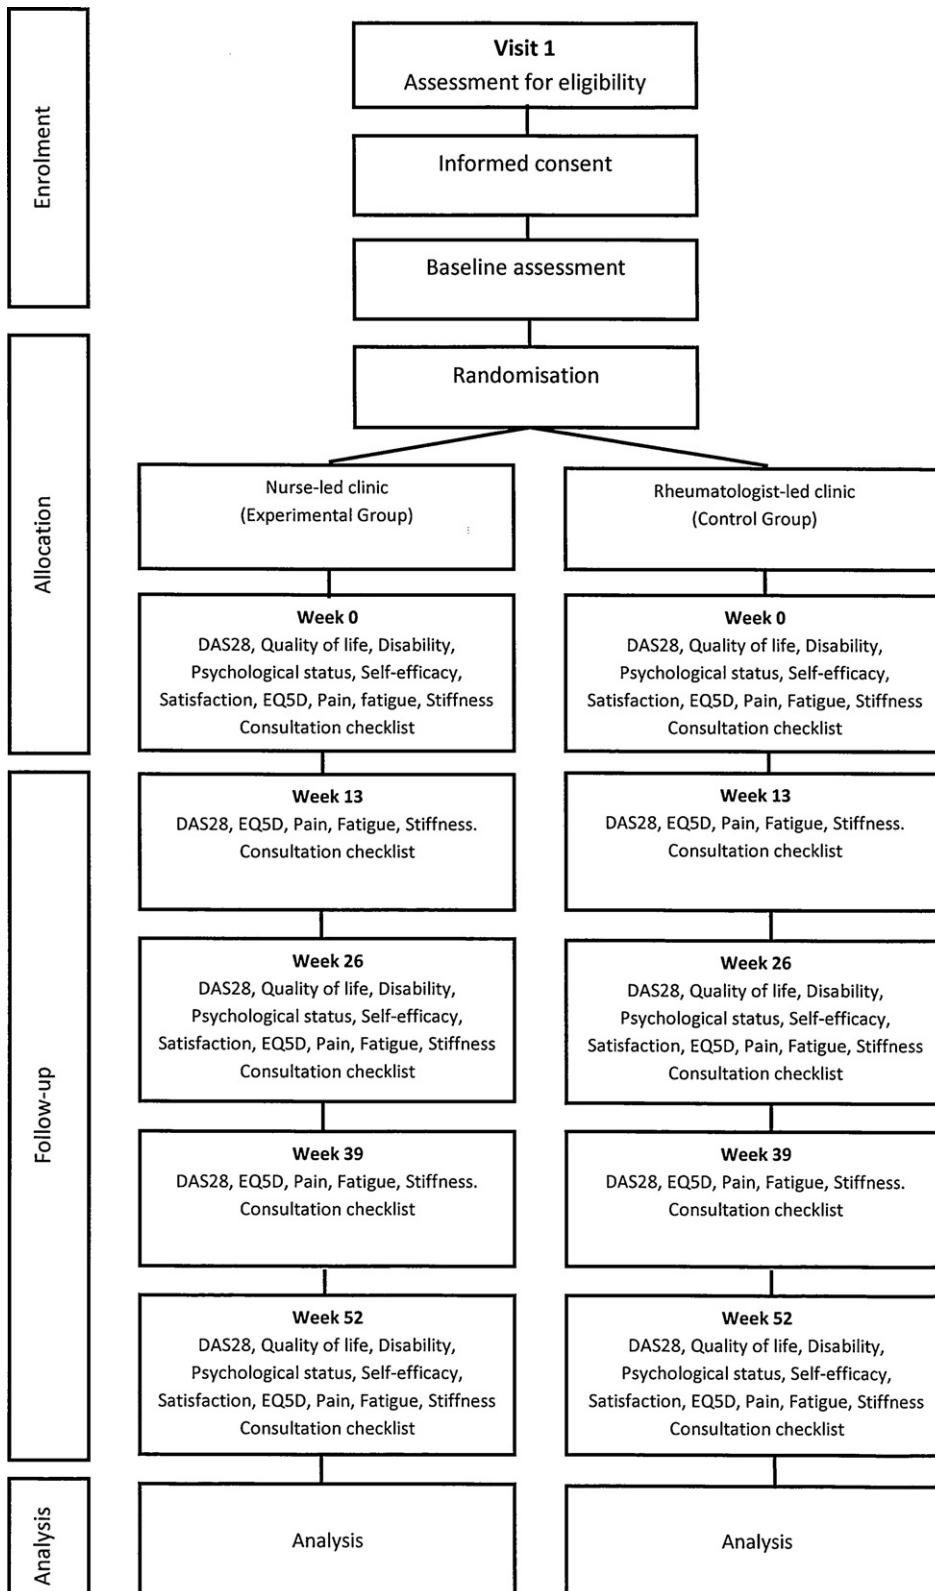 Enrolment
Visit 1
Assessment for eligibility
Informed consent
Baseline assessment
Allocation
Randomisation
Nurse-led clinic
(Experimental Group)
Rheumatologist-led clinic
(Control Group)
Week 0
DAS28, Quality of life, Disability,
Psychological status, Self-efficacy,
Satisfaction, EQ5D, Pain, fatigue, Stiffness
Consultation checklist
Week 0
DAS28, Quality of life, Disability,
Psychological status, Self-efficacy,
Satisfaction, EQ5D, Pain, Fatigue, Stiffness
Consultation checklist
Follow-up
Week 13
DAS28, EQ5D, Pain, Fatigue, Stiffness.
Consultation checklist
Week 13
DAS28, EQ5D, Pain, Fatigue, Stiffness.
Consultation checklist
Week 26
DAS28, Quality of life, Disability,
Psychological status, Self-efficacy,
Satisfaction, EQ5D, Pain, Fatigue, Stiffness
Consultation checklist
Week 26
DAS28, Quality of life, Disability,
Psychological status, Self-efficacy,
Satisfaction, EQ5D, Pain, Fatigue, Stiffness
Consultation checklist
Week 39
DAS28, EQ5D, Pain, Fatigue, Stiffness.
Consultation checklist
Week 39
DAS28, EQ5D, Pain, Fatigue, Stiffness.
Consultation checklist
Week 52
DAS28, Quality of life, Disability,
Psychological status, Self-efficacy,
Satisfaction, EQ5D, Pain, Fatigue, Stiffness
Consultation checklist
Week 52
DAS28, Quality of life, Disability,
Psychological status, Self-efficacy,
Satisfaction, EQ5D, Pain, Fatigue, Stiffness
Consultation checklist
Analysis
Analysis
Analysis